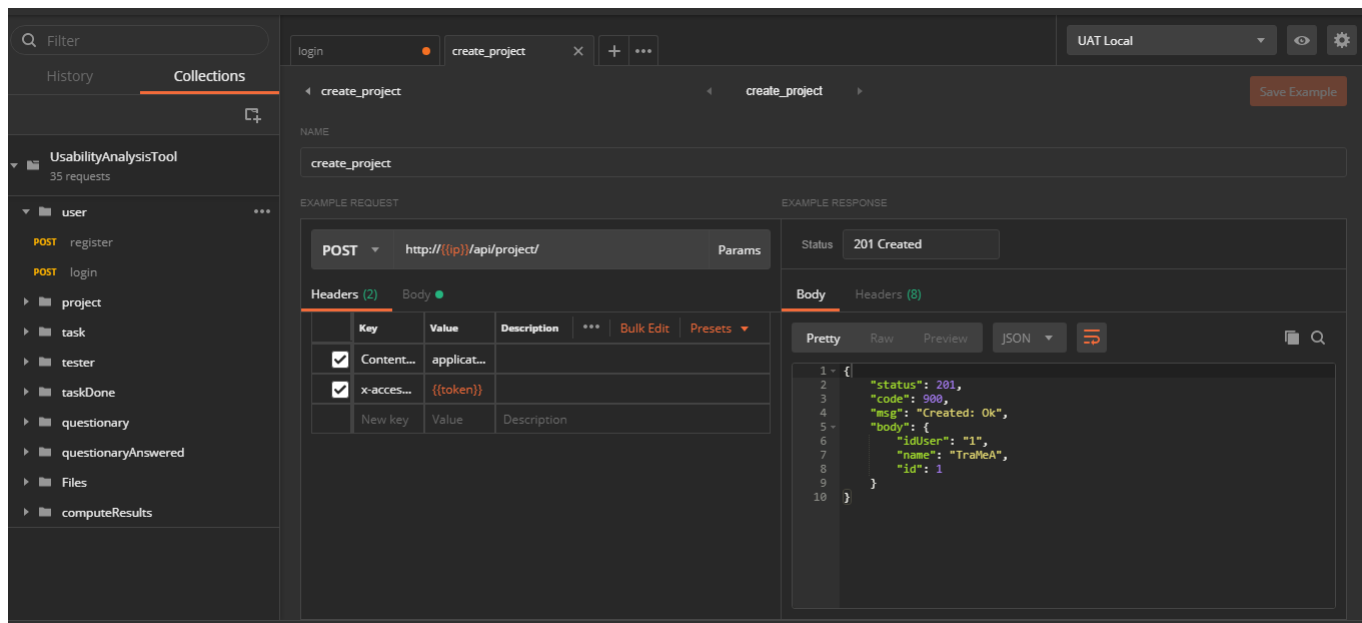 Filter
History Collections
UsabilityAnalysisTool
35 requests
user
POST register
POST login
project
task
tester
taskDone
questionary
questionaryAnswered
Files
computeResults
login create_project
UAT Local
create_project create_project Save Example
NAME
create_project
EXAMPLE REQUEST
POST http://{{ip}}/api/project/ Params
Headers (2) Body
Key Value Description Bulk Edit Presets
Content... applicat...
x-acces... {{token}}
New key Value Description
EXAMPLE RESPONSE
Status 201 Created
Body Headers (8)
Pretty Raw Preview JSON
1 {
2 "status": 201,
3 "code": 900,
4 "msg": "Created: Ok",
5 "body": {
6 "idUser": "1",
7 "name": "TraMeA",
8 "id": 1
9 }
10 }